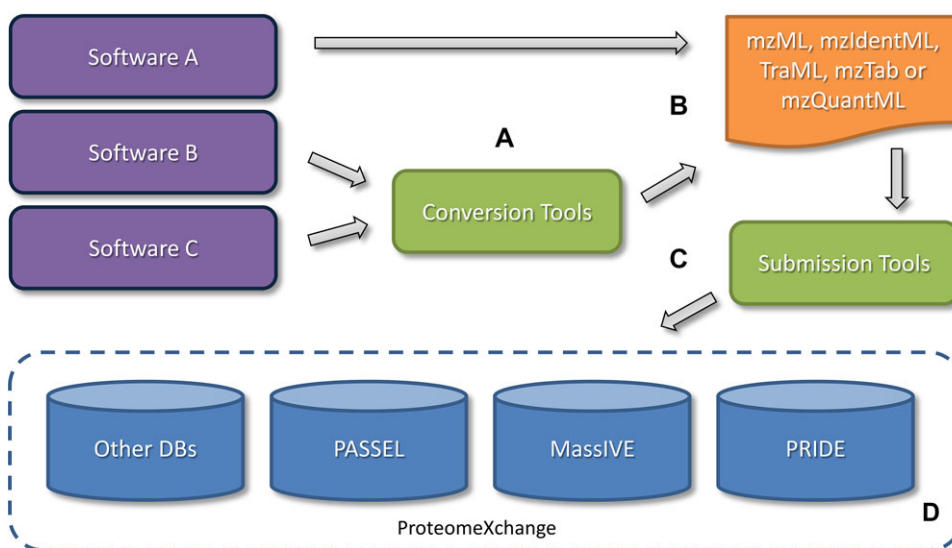 Software A
mzML, mzIdentML,
TraML, mzTab or
mzQuantML
B
A
Software B
Conversion Tools
Software C
C
Submission Tools
Other DBs
PASSEL
MassIVE
PRIDE
D
ProteomeXchange